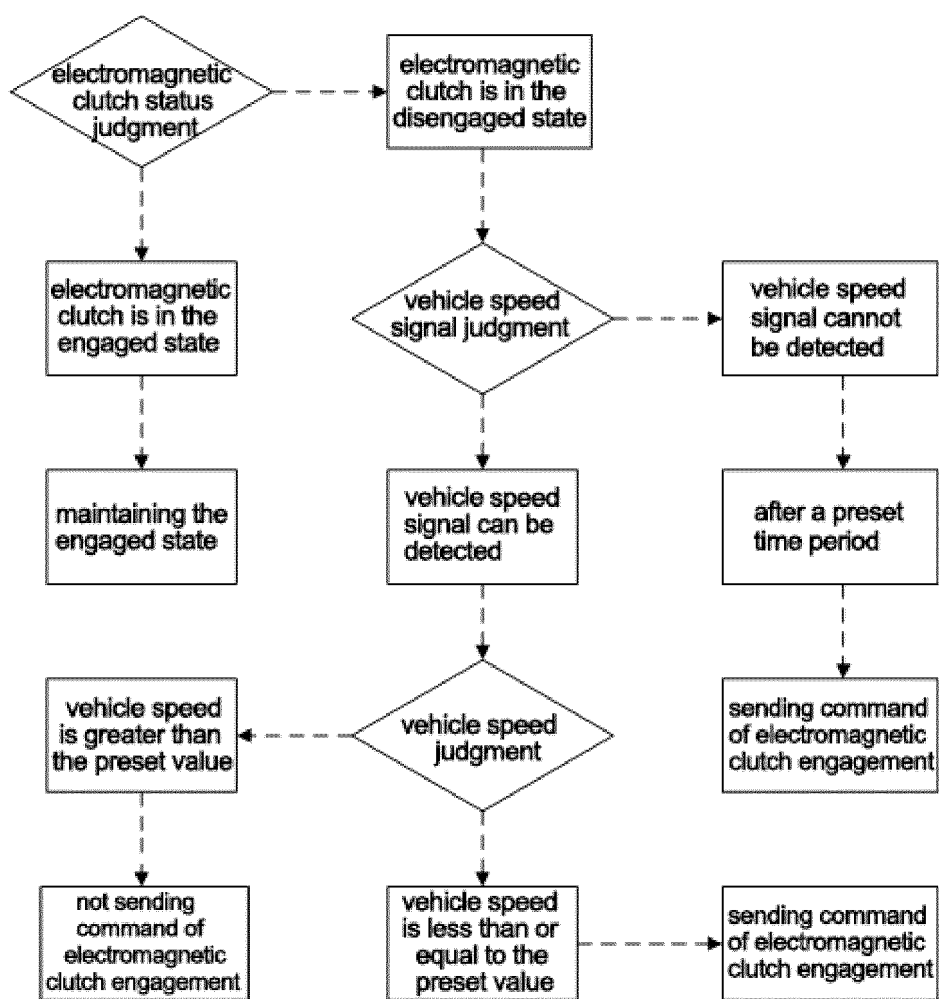 electromagnetic
clutch status
judgment
electromagnetic
clutch is in the
disengaged state
electromagnetic
clutch is in the
engaged state
vehicle speed
signal judgment
vehicle speed
signal cannot
be detected
maintaining the
engaged state
vehicle speed
signal can be
detected
after a preset
time period
vehicle speed
is greater than
the preset value
vehicle speed
judgment
sending command
of electromagnetic
clutch engagement
not sending
command of
electromagnetic
clutch engagement
vehicle speed
is less than or
equal to the
preset value
sending command
of electromagnetic
clutch engagement